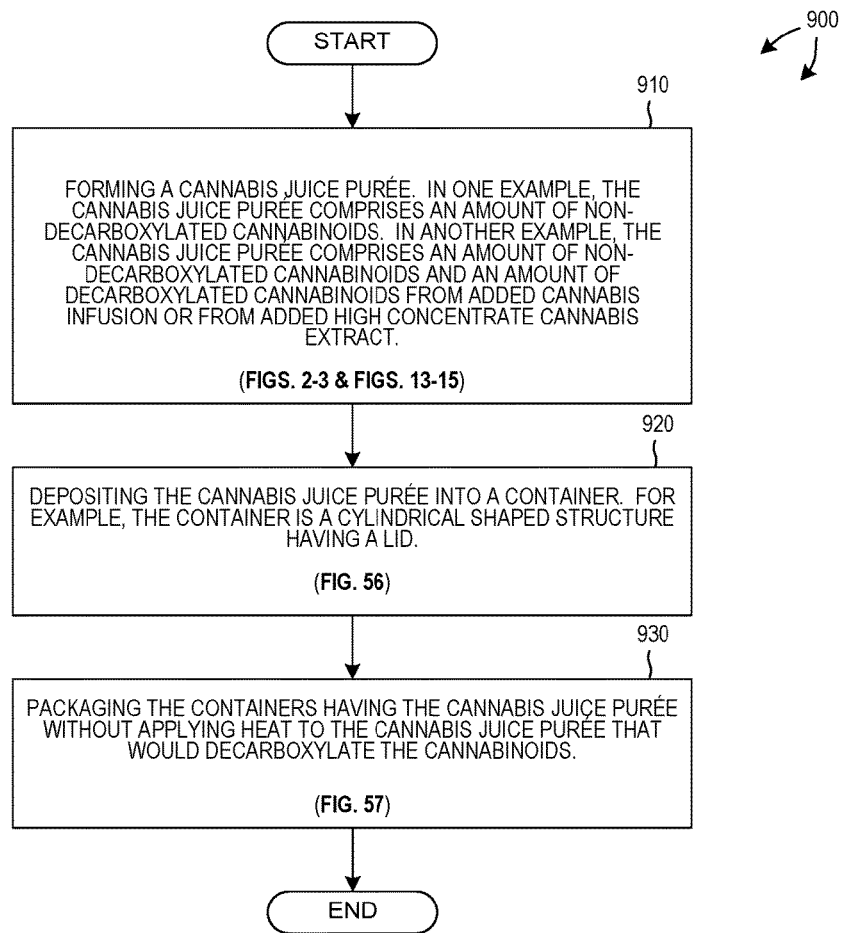 START
900
910
FORMING A CANNABIS JUICE PURÉE. IN ONE EXAMPLE, THE
CANNABIS JUICE PURÉE COMPRISES AN AMOUNT OF NON-
DECARBOXYLATED CANNABINOIDS. IN ANOTHER EXAMPLE, THE
CANNABIS JUICE PURÉE COMPRISES AN AMOUNT OF NON-
DECARBOXYLATED CANNABINOIDS AND AN AMOUNT OF
DECARBOXYLATED CANNABINOIDS FROM ADDED CANNABIS
INFUSION OR FROM ADDED HIGH CONCENTRATE CANNABIS
EXTRACT.
(FIGS. 2-3 & FIGS. 13-15)
920
DEPOSITING THE CANNABIS JUICE PURÉE INTO A CONTAINER. FOR
EXAMPLE, THE CONTAINER IS A CYLINDRICAL SHAPED STRUCTURE
HAVING A LID.
(FIG. 56)
930
PACKAGING THE CONTAINERS HAVING THE CANNABIS JUICE PURÉE
WITHOUT APPLYING HEAT TO THE CANNABIS JUICE PURÉE THAT
WOULD DECARBOXYLATE THE CANNABINOIDS.
(FIG. 57)
END